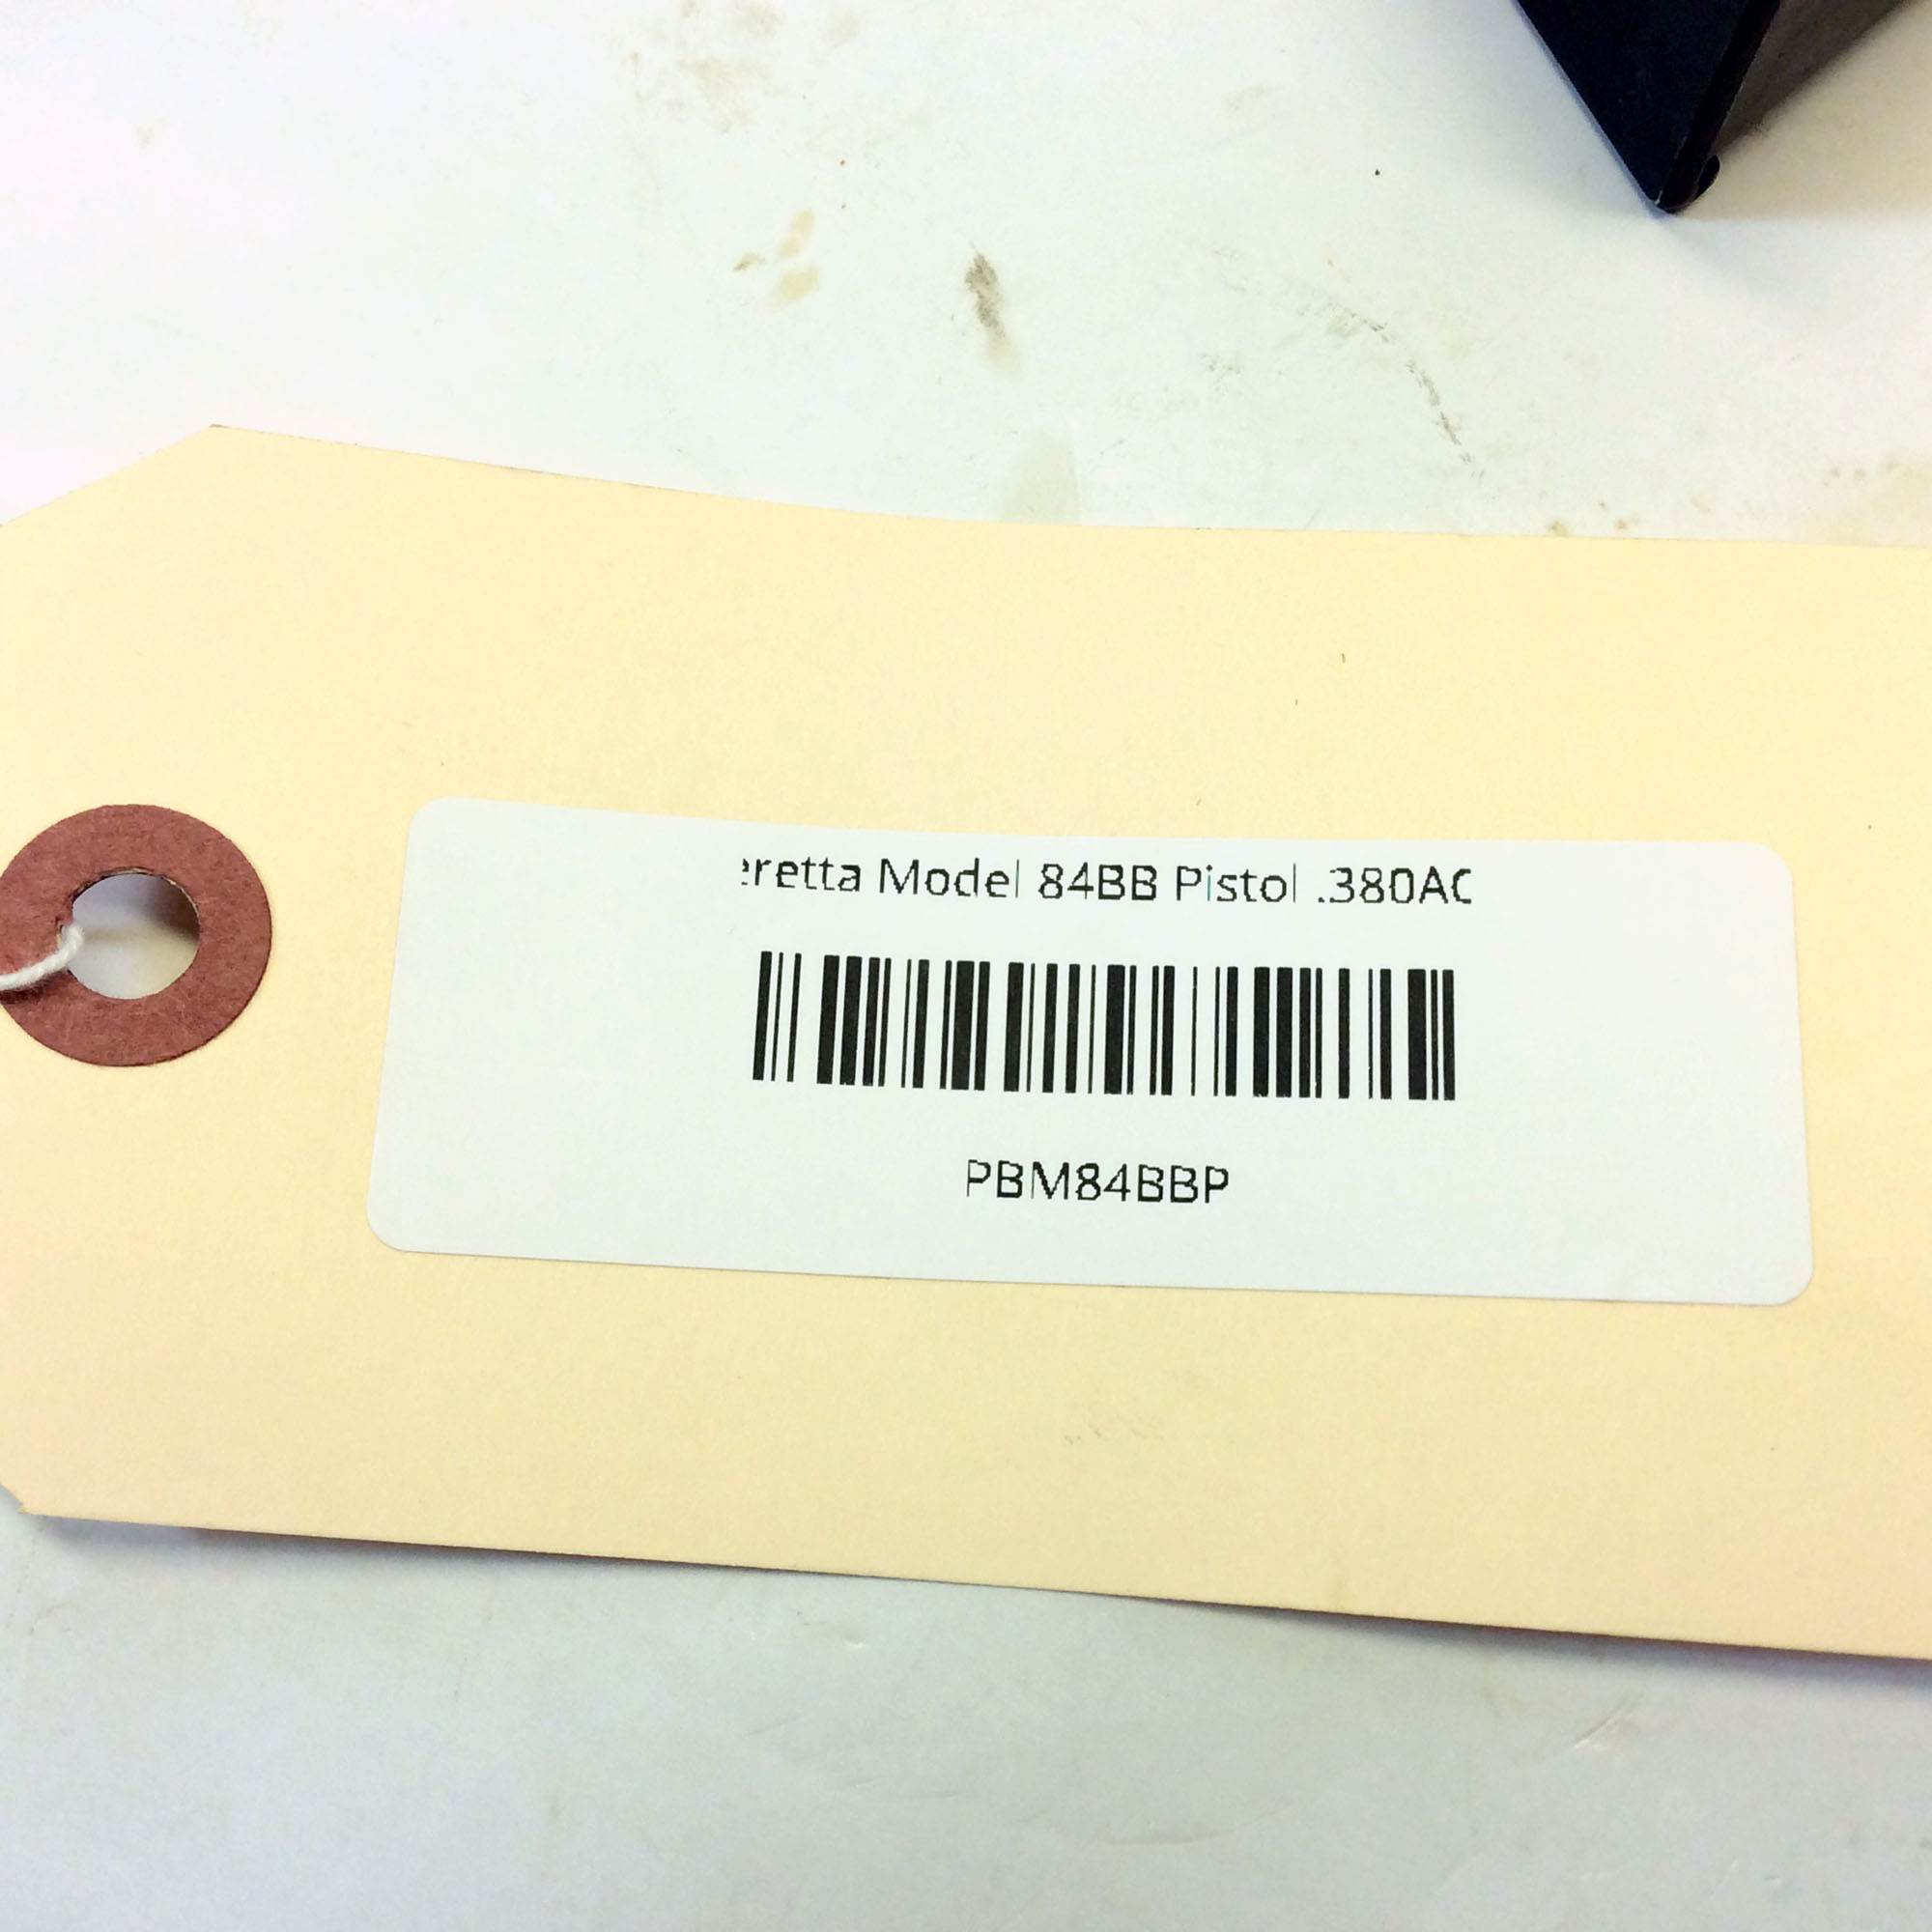 eretta Model 84BB Pistol .380AC
PBM84BBP